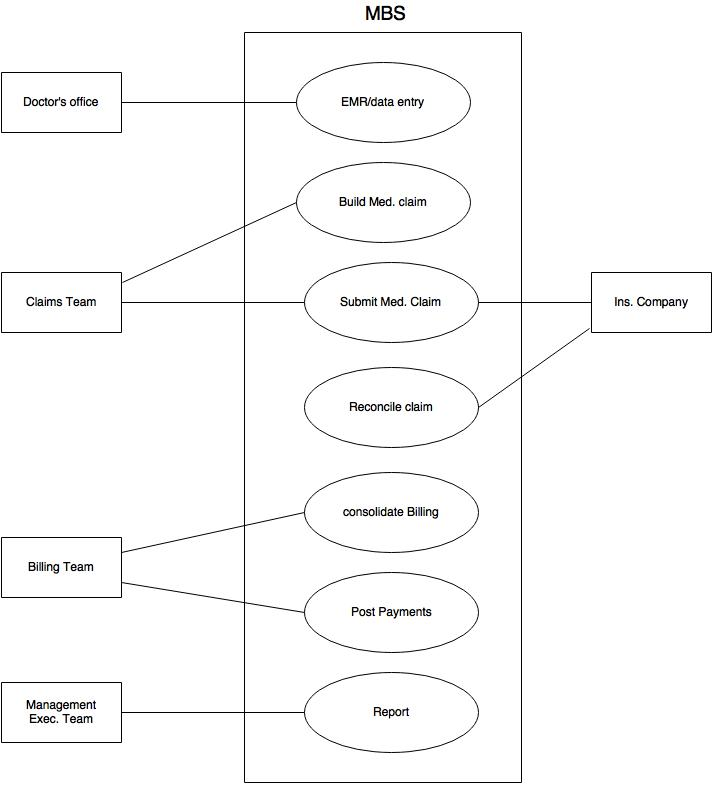 MBS
Doctor's office
EMR/data entry
Build Med. claim
Claims Team
Submit Med. Claim
Ins. Company
Reconcile claim
consolidate Billing
Billing Team
Post Payments
Management
Exec. Team
Report